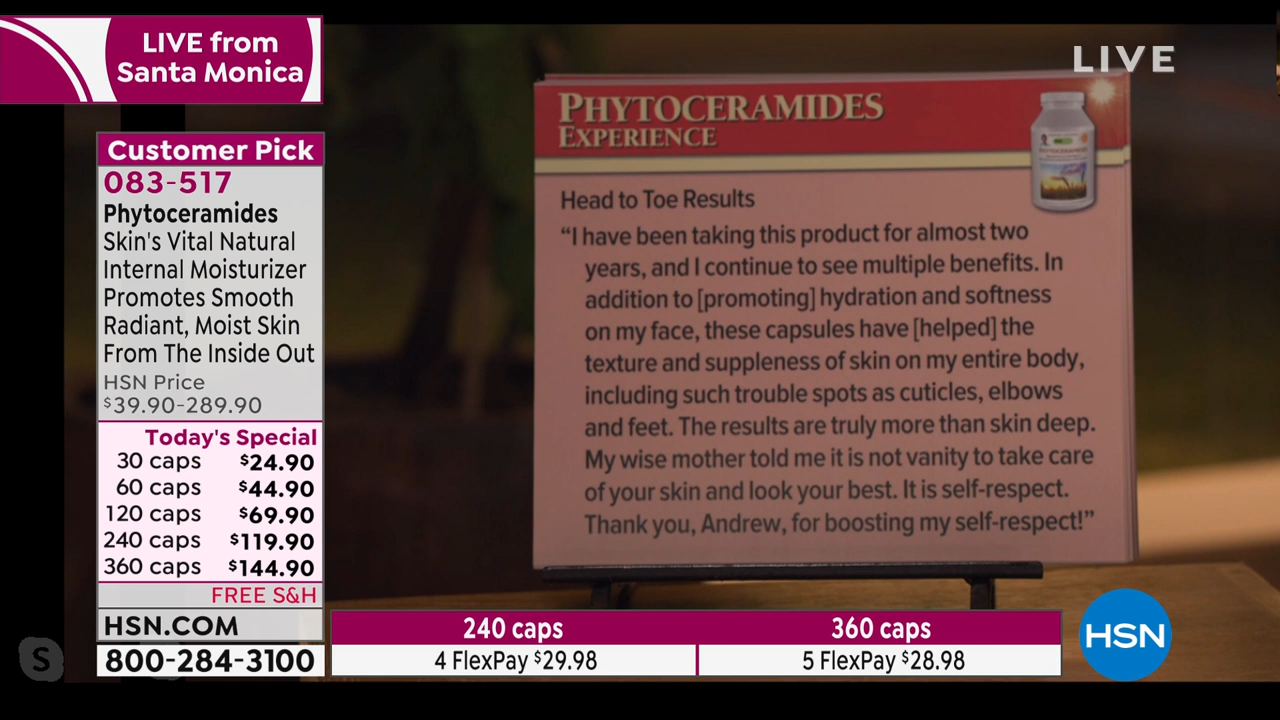 LIVE from
Santa Monica
LIVE
Customer Pick
083-517
Phytoceramides
Skin's Vital Natural
Internal Moisturizer
Promotes Smooth
Radiant, Moist Skin
From The Inside Out
HSN Price
$39.90-289.90
Today's Special
30 caps $24.90
60 caps $44.90
120 caps $69.90
240 caps $119.90
360 caps $144.90
FREE S&H
HSN.COM
800-284-3100
S
PHYTOCERAMIDES
EXPERIENCE
PHYTOCERAMIDES
Head to Toe Results
“I have been taking this product for almost two
years, and I continue to see multiple benefits. In
addition to [promoting] hydration and softness
on my face, these capsules have [helped] the
texture and suppleness of skin on my entire body,
including such trouble spots as cuticles, elbows
and feet. The results are truly more than skin deep.
My wise mother told me it is not vanity to take care
of your skin and look your best. It is self-respect.
Thank you, Andrew, for boosting my self-respect!”
240 caps 360 caps
4 FlexPay $29.98 5 FlexPay $28.98
HSN